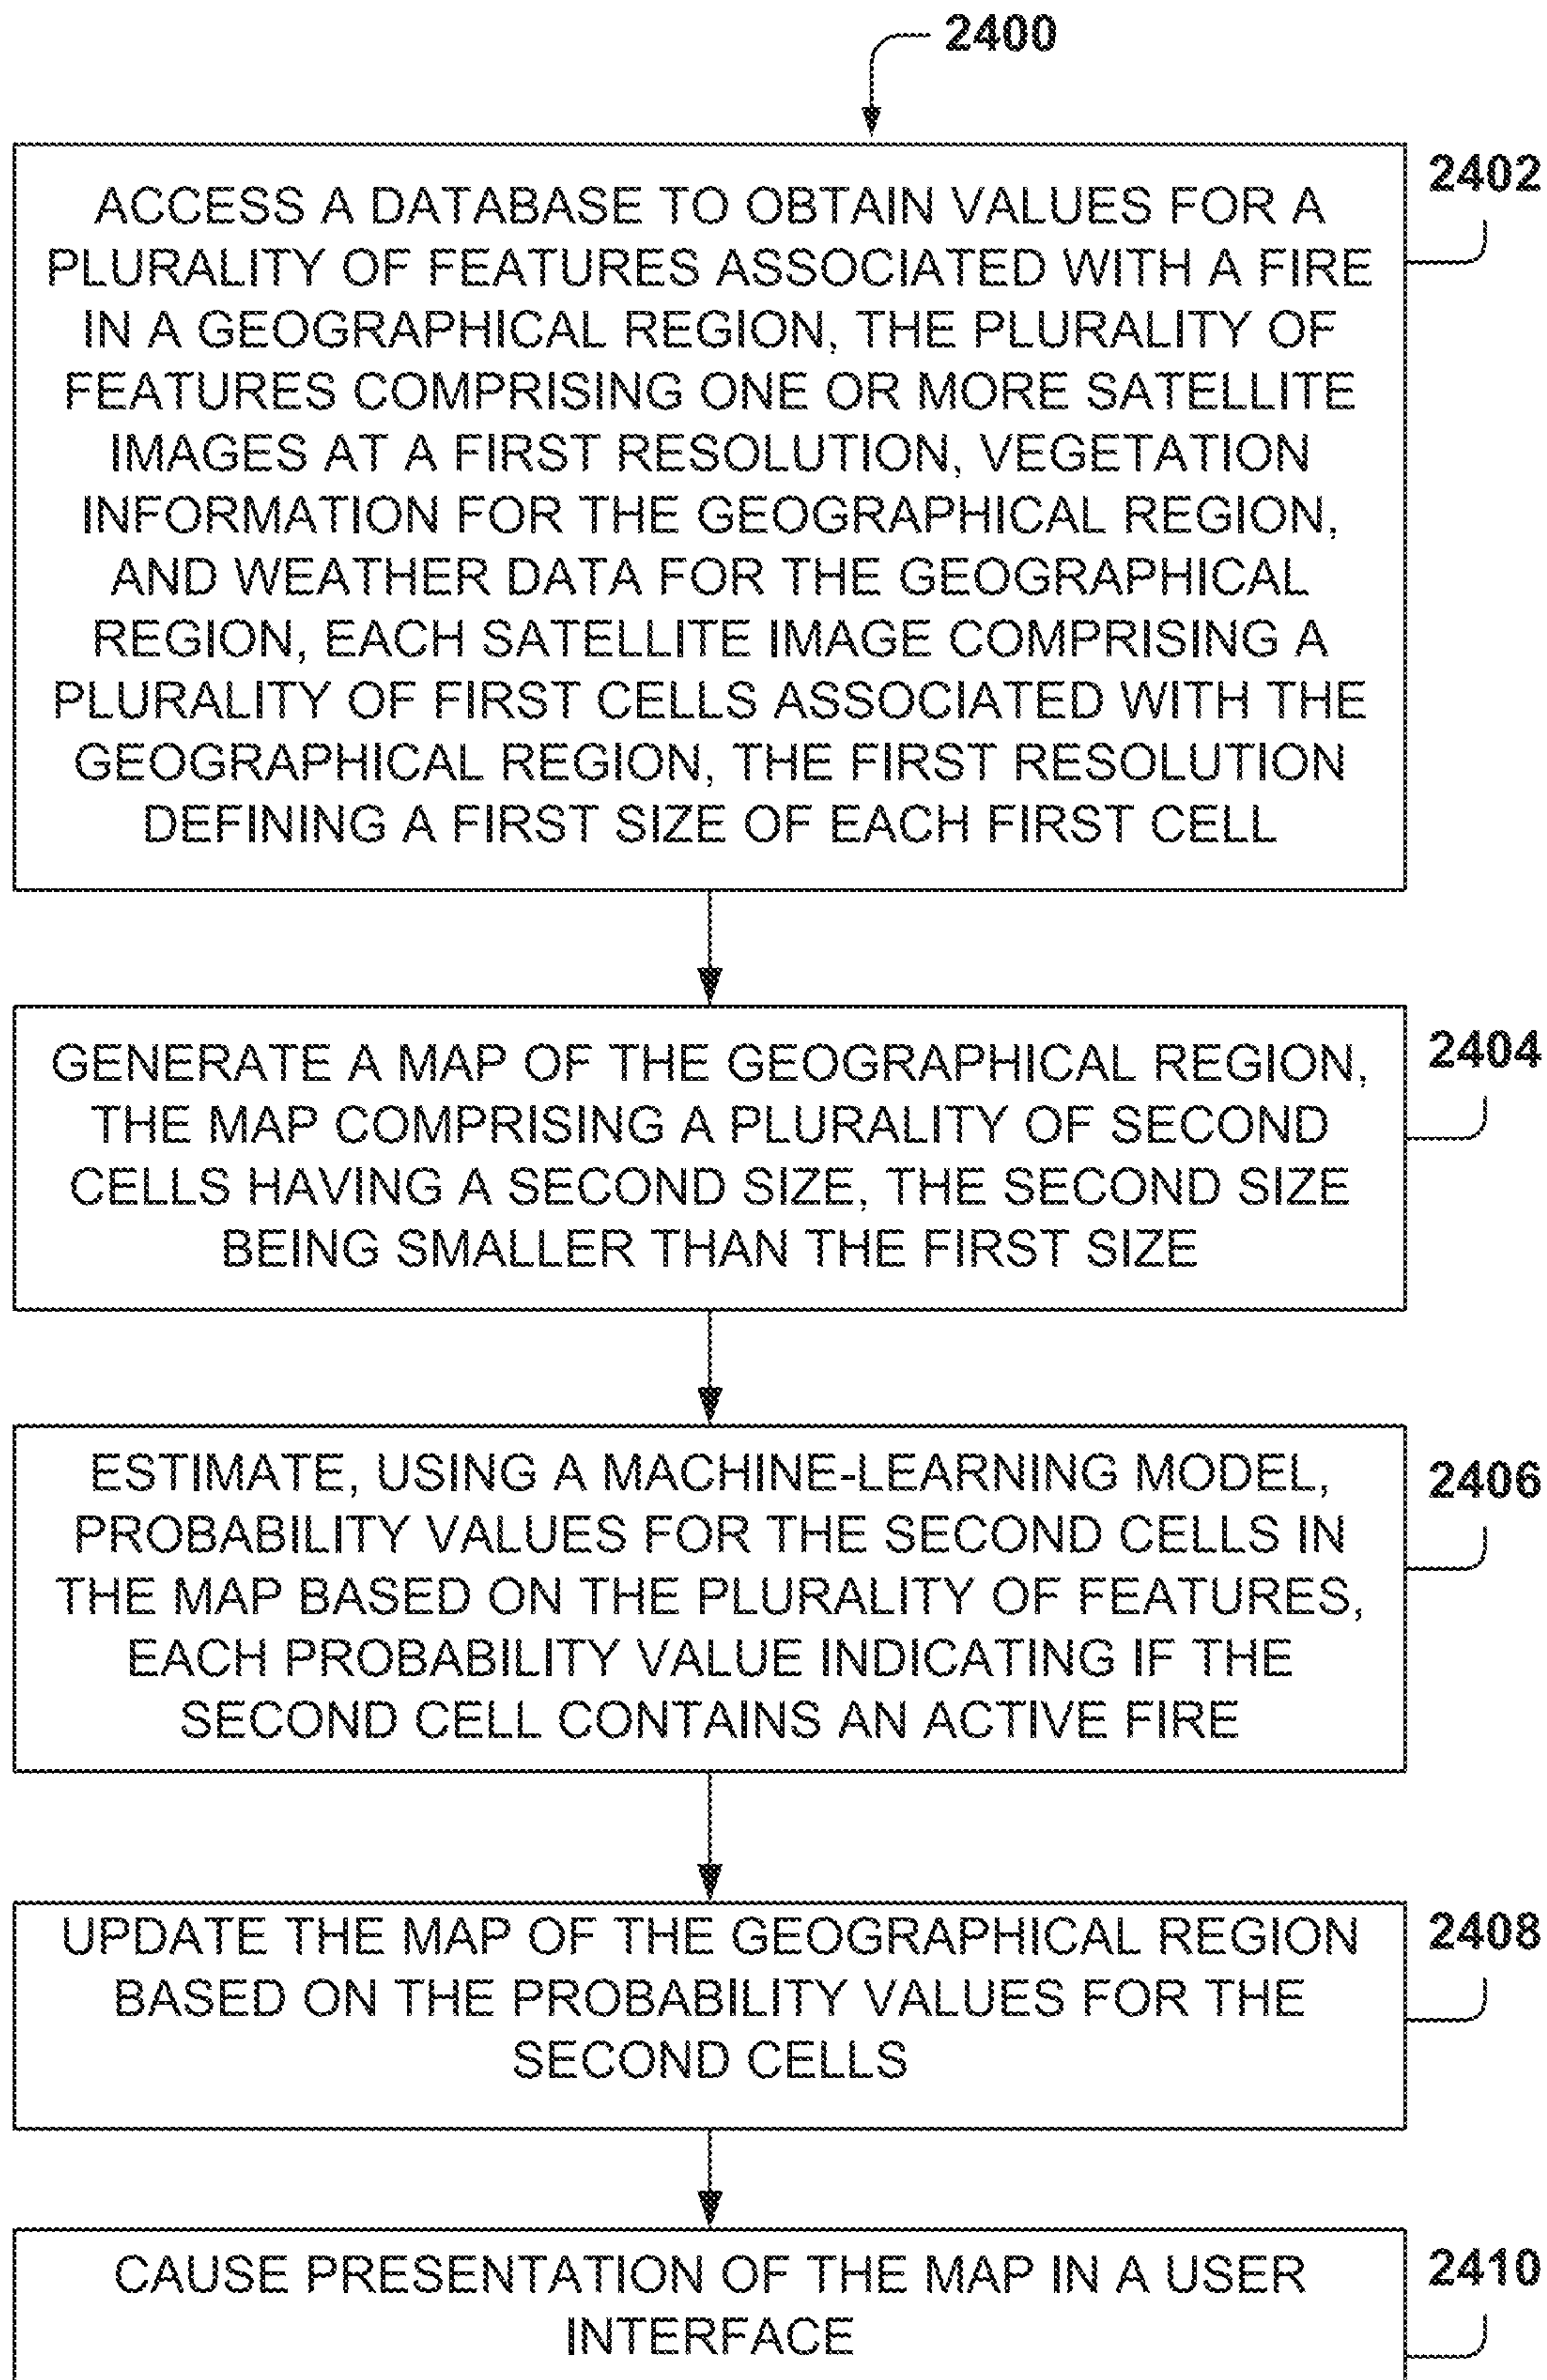 2400
2402
ACCESS A DATABASE TO OBTAIN VALUES FOR A
PLURALITY OF FEATURES ASSOCIATED WITH A FIRE
IN A GEOGRAPHICAL REGION, THE PLURALITY OF
FEATURES COMPRISING ONE OR MORE SATELLITE
IMAGES AT A FIRST RESOLUTION, VEGETATION
INFORMATION FOR THE GEOGRAPHICAL REGION,
AND WEATHER DATA FOR THE GEOGRAPHICAL
REGION, EACH SATELLITE IMAGE COMPRISING A
PLURALITY OF FIRST CELLS ASSOCIATED WITH THE
GEOGRAPHICAL REGION, THE FIRST RESOLUTION
DEFINING A FIRST SIZE OF EACH FIRST CELL
2404
GENERATE A MAP OF THE GEOGRAPHICAL REGION,
THE MAP COMPRISING A PLURALITY OF SECOND
CELLS HAVING A SECOND SIZE, THE SECOND SIZE
BEING SMALLER THAN THE FIRST SIZE
2406
ESTIMATE, USING A MACHINE-LEARNING MODEL,
PROBABILITY VALUES FOR THE SECOND CELLS IN
THE MAP BASED ON THE PLURALITY OF FEATURES,
EACH PROBABILITY VALUE INDICATING IF THE
SECOND CELL CONTAINS AN ACTIVE FIRE
2408
UPDATE THE MAP OF THE GEOGRAPHICAL REGION
BASED ON THE PROBABILITY VALUES FOR THE
SECOND CELLS
2410
CAUSE PRESENTATION OF THE MAP IN A USER
INTERFACE